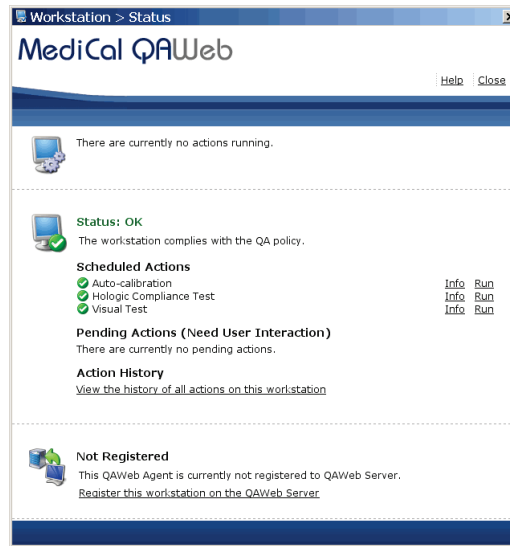 Workstation > Status
MediCal QAWeb
Help Close
There are currently no actions running.
Status: OK
The workstation complies with the QA policy.
Scheduled Actions
Auto-calibration Info Run
Hologic Compliance Test Info Run
Visual Test Info Run
Pending Actions (Need User Interaction)
There are currently no pending actions.
Action History
View the history of all actions on this workstation
Not Registered
This QAWeb Agent is currently not registered to QAWeb Server.
Register this workstation on the QAWeb Server